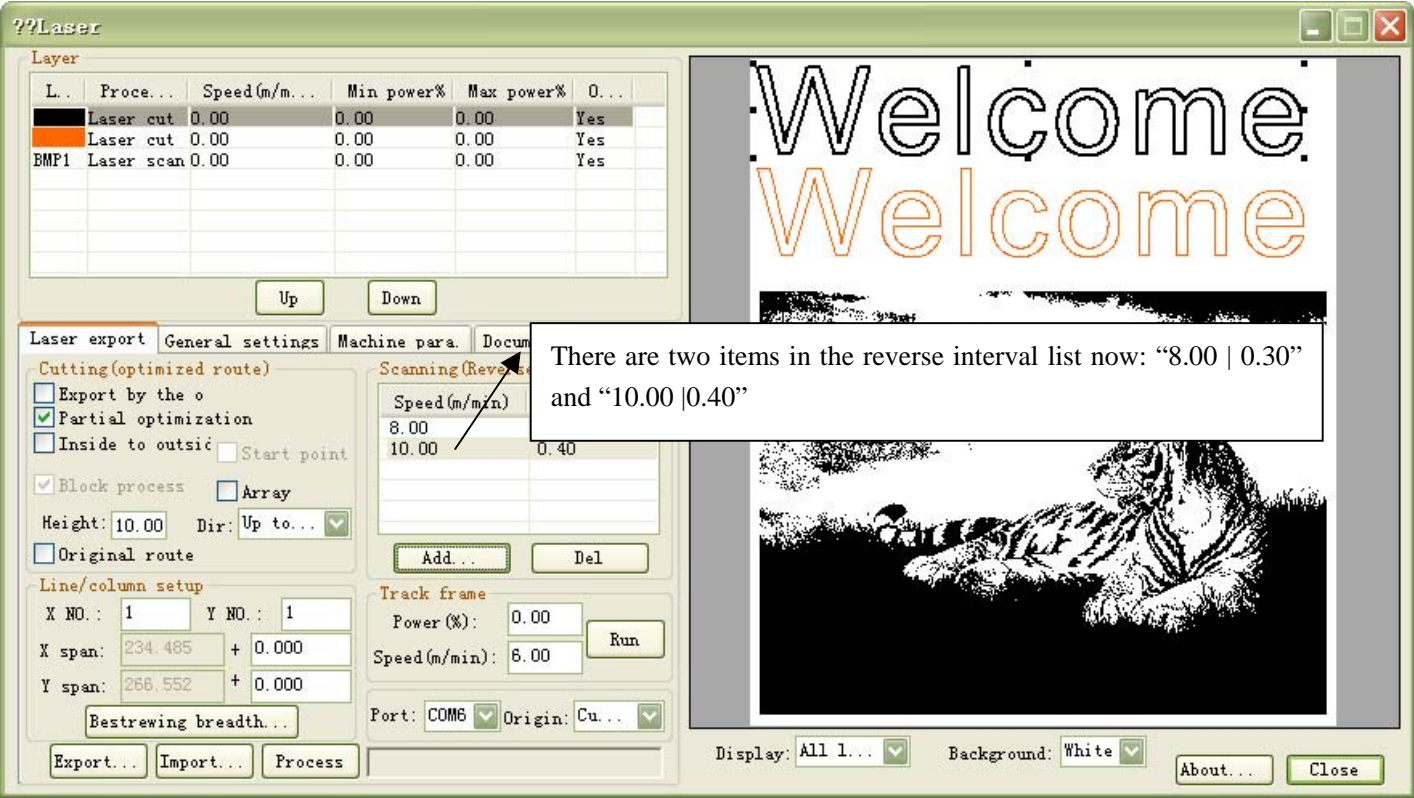 ??Laser
Layer
L.. Proce... Speed(m/m... Min power% Max power% O...
Laser cut 0.00 0.00 0.00 Yes
Laser cut 0.00 0.00 0.00 Yes
BMP1 Laser scan 0.00 0.00 0.00 Yes
Up Down
Welcome
Welcome
Laser export General settings Machine para. Docum
There are two items in the reverse interval list now: “8.00 | 0.30”
and “10.00 |0.40”
Cutting(optimized route)
Export by the o
Partial optimization
Inside to outsid Start point
Block process Array
Height: 10.00 Dir: Up to...
Original route
Scanning(Reverse
Speed(m/min)
8.00
10.00 0.40
Add... Del
Line/column setup
X NO.: 1 Y NO.: 1
X span: 234.485 + 0.000
Y span: 266.552 + 0.000
Bestrewing breadth...
Track frame
Power(%): 0.00
Speed(m/min): 6.00
Run
Port: COM6 Origin: Cu...
Export... Import... Process
Display: All l... Background: White
About... Close